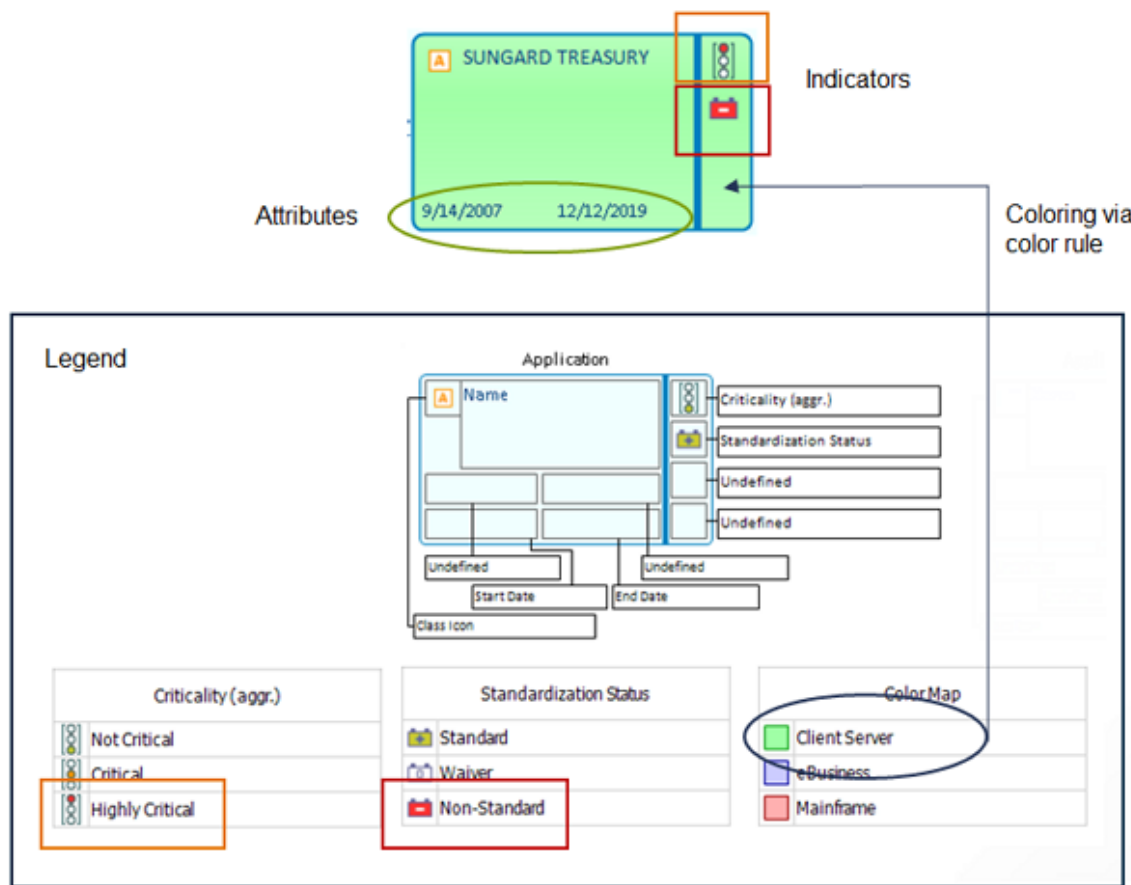 A SUNGARD TREASURY
Indicators
Attributes
9/14/2007 12/12/2019
Coloring via
color rule
Legend
Application
A Name
Criticality (aggr.)
Standardization Status
Undefined
Undefined
Undefined
Undefined
Start Date
End Date
Class Icon
Criticality (aggr.)
Not Critical
Critical
Highly Critical
Standardization Status
Standard
Waiver
Non-Standard
Color Map
Client Server
eBusiness
Mainframe